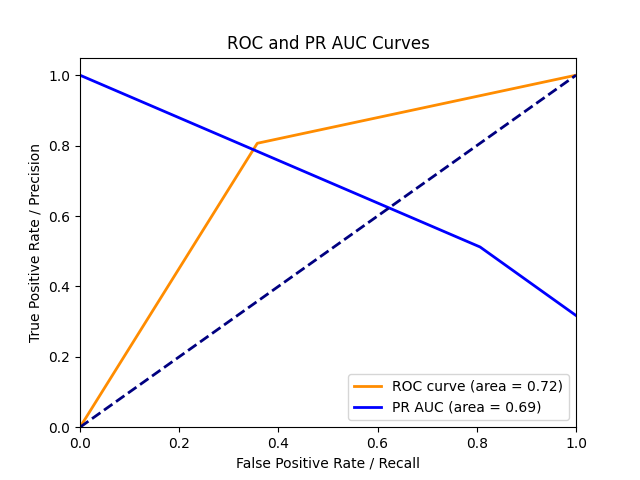 ROC and PR AUC Curves
True Positive Rate / Precision
1.0
0.8
0.6
0.4
0.2
0.0
ROC curve (area = 0.72)
PR AUC (area = 0.69)
0.0 0.2 0.4 0.6 0.8 1.0
False Positive Rate / Recall